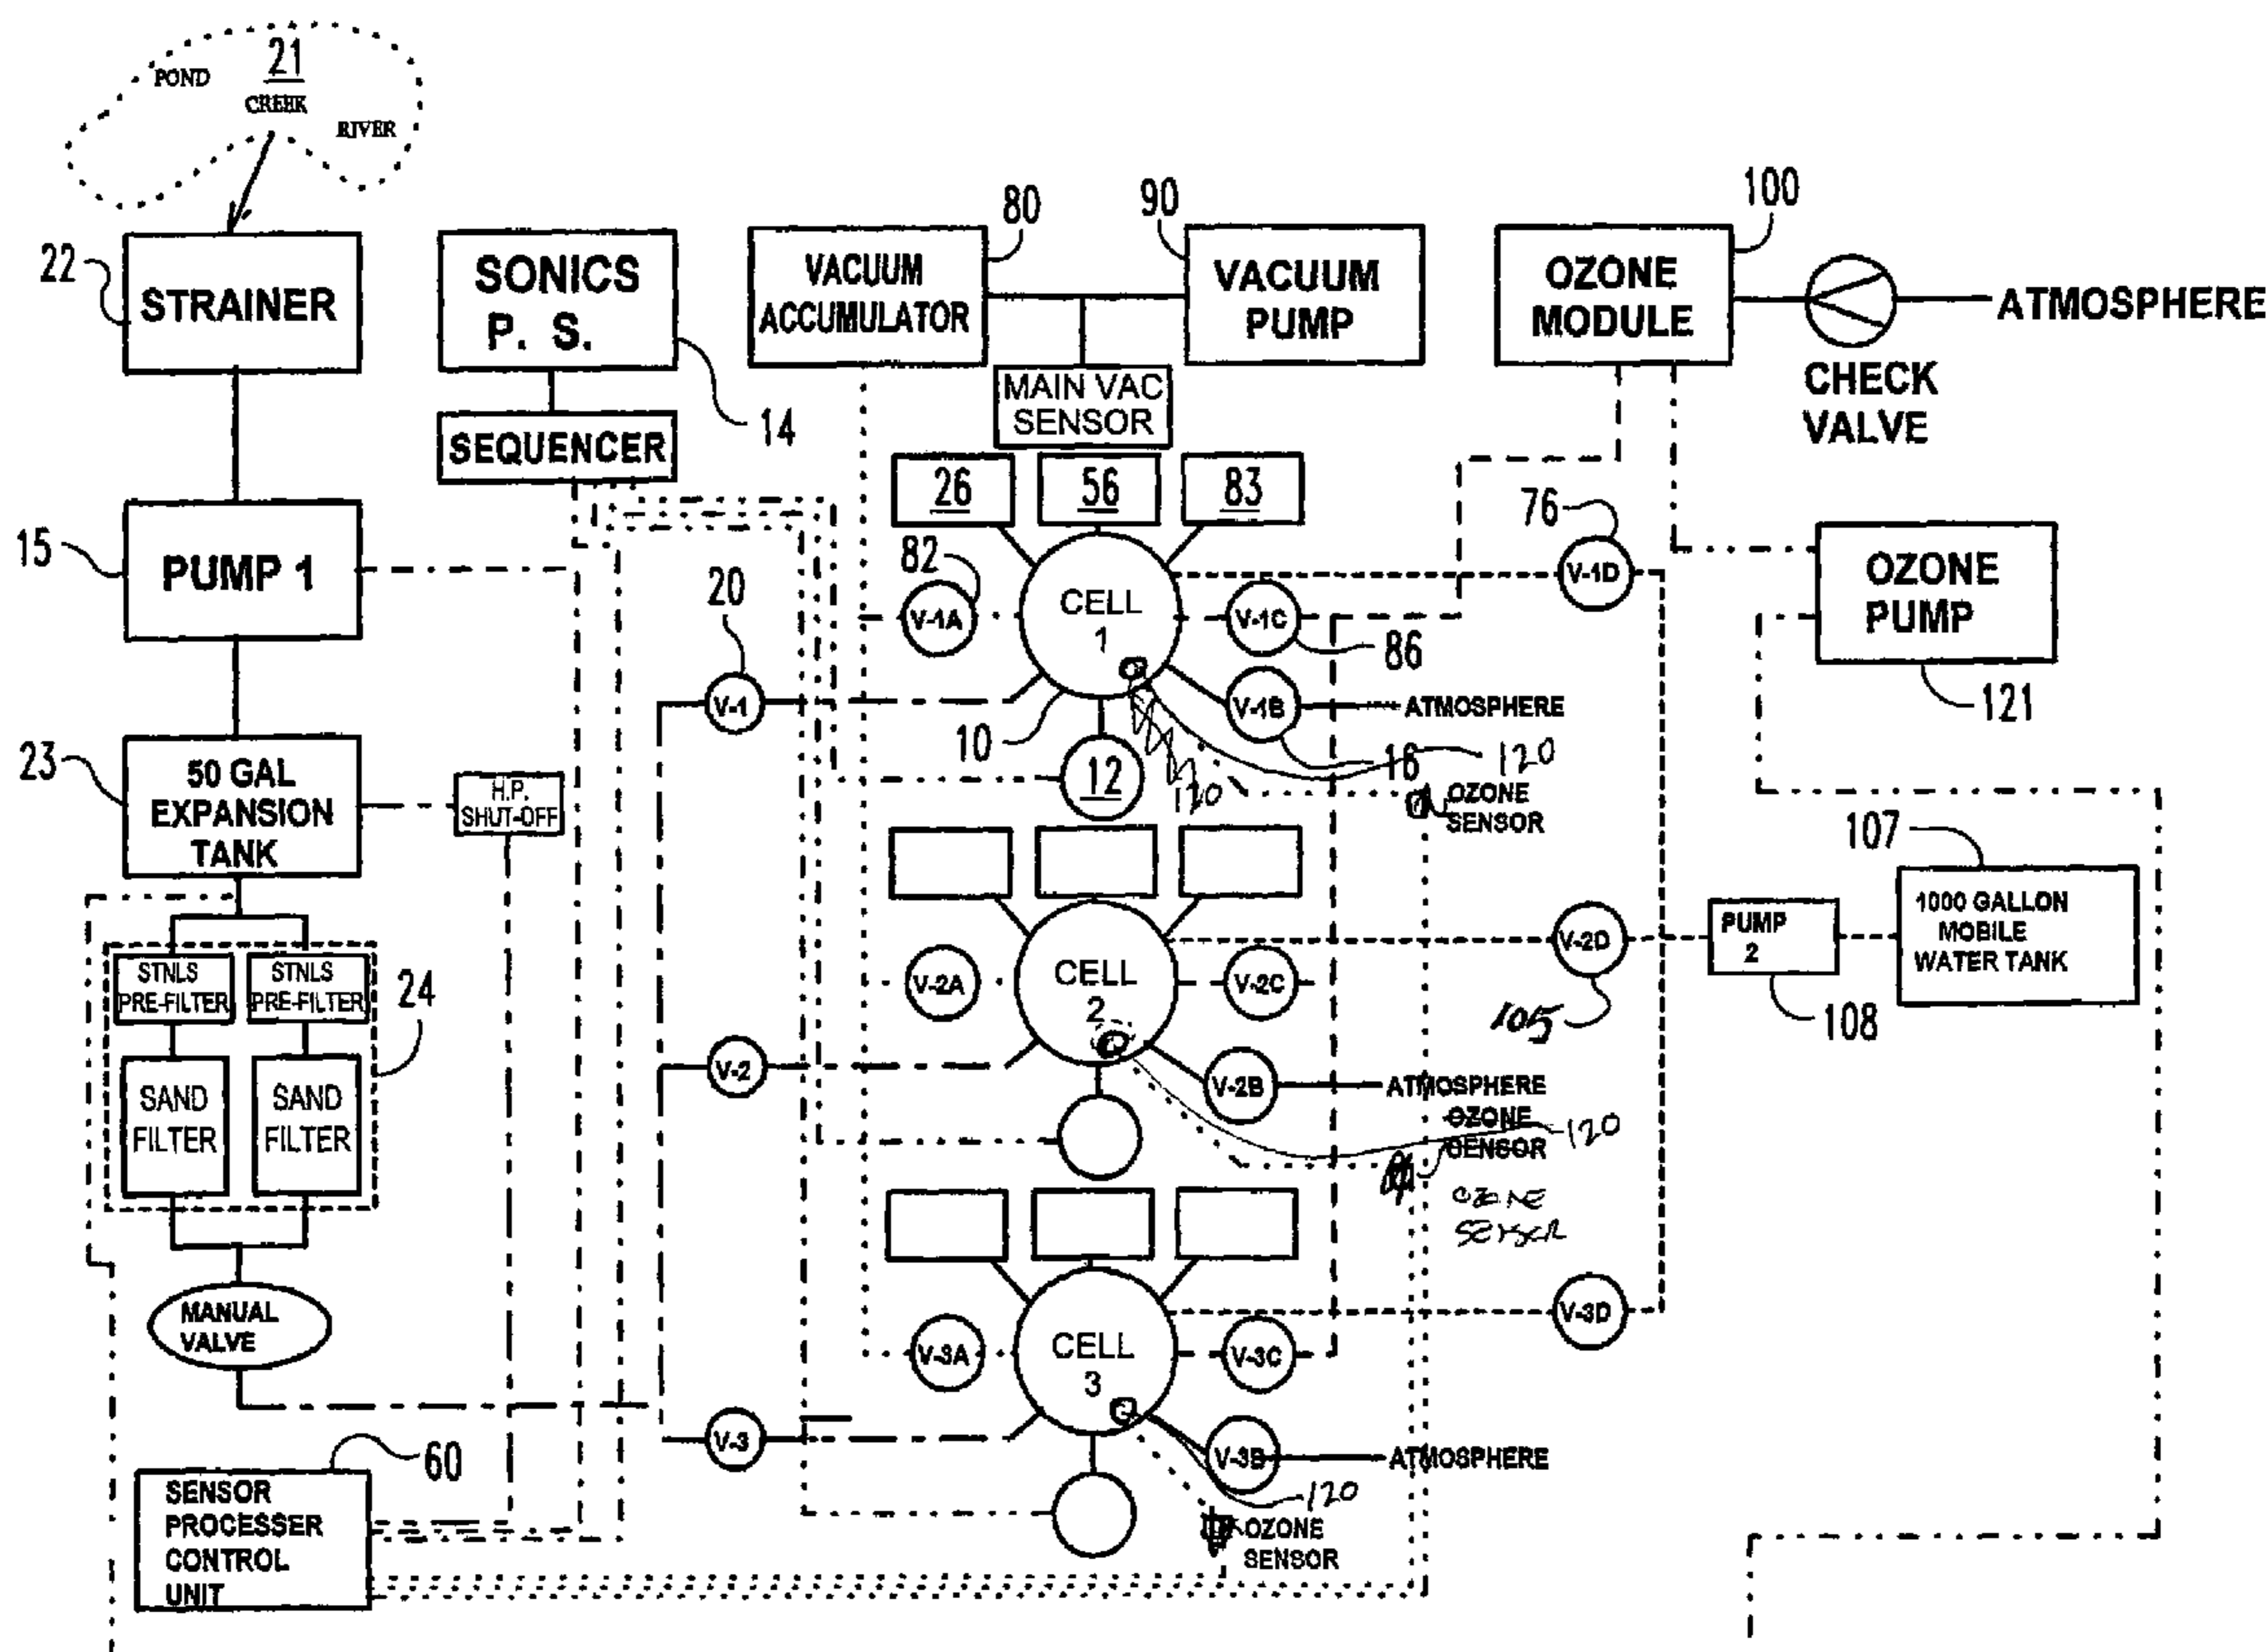 POND
21
CREEK
RIVER
22
STRAINER
SONICS
P. S.
14
SEQUENCER
80
VACUUM
ACCUMULATOR
90
VACUUM
PUMP
MAIN VAC
SENSOR
100
OZONE
MODULE
ATMOSPHERE
CHECK
VALVE
15
PUMP 1
26
56
83
82
V-1A
CELL
1
V-1C
86
76
V-1D
OZONE
PUMP
121
20
V-1
10
V-1B
ATMOSPHERE
16
120
12
120
OZONE
SENSOR
23
50 GAL
EXPANSION
TANK
H.P.
SHUT-OFF
107
1000 GALLON
MOBILE
WATER TANK
PUMP
2
108
V-2D
105
STNLS
PRE-FILTER
STNLS
PRE-FILTER
24
SAND
FILTER
SAND
FILTER
V-2A
CELL
2
V-2C
V-2
V-2B
ATMOSPHERE
OZONE
SENSOR
120
OZONE
SENSOR
MANUAL
VALVE
V-3A
CELL
3
V-3C
V-3D
V-3
V-3B
ATMOSPHERE
120
OZONE
SENSOR
60
SENSOR
PROCESSER
CONTROL
UNIT